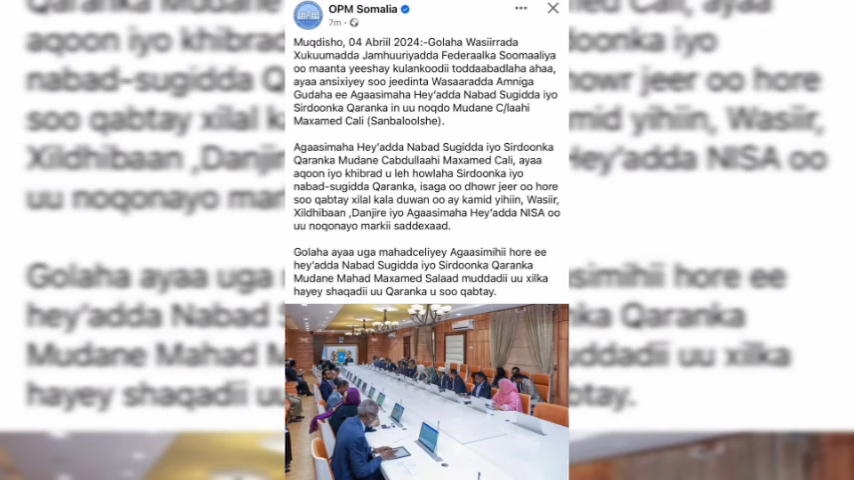 OPM Somalia
7m
Muqdisho, 04 Abriil 2024:-Golaha Wasiirrada
Xukuumadda Jamhuuriyadda Federaalka Soomaaliya
oo maanta yeeshay kulankoodii toddaabadlaha ahaa,
ayaa ansixiyey soo jeedinta Wasaaradda Amniga
Gudaha ee Agaasimaha Hey'adda Nabad Sugidda iyo
Sirdoonka Qaranka in uu noqdo Mudane C/laahi
Maxamed Cali (Sanbaloolshe).
Agaasimaha Hey'adda Nabad Sugidda iyo Sirdoonka
Qaranka Mudane Cabdullaahi Maxamed Cali, ayaa
aqoon iyo khibrad u leh howlaha Sirdoonka iyo
nabad-sugidda Qaranka, isaga oo dhowr jeer oo hore
soo qabtay xilal kala duwan oo ay kamid yihiin, Wasiir,
Xildhibaan ,Danjire iyo Agaasimaha Hey'adda NISA oo
uu noqonayo markii saddexaad.
Golaha ayaa uga mahadceliyey Agaasimihii hore ee
hey'adda Nabad Sugidda iyo Sirdoonka Qaranka
Mudane Mahad Maxamed Salaad muddadii uu xilka
hayey shaqadii uu Qaranka u soo qabtay.